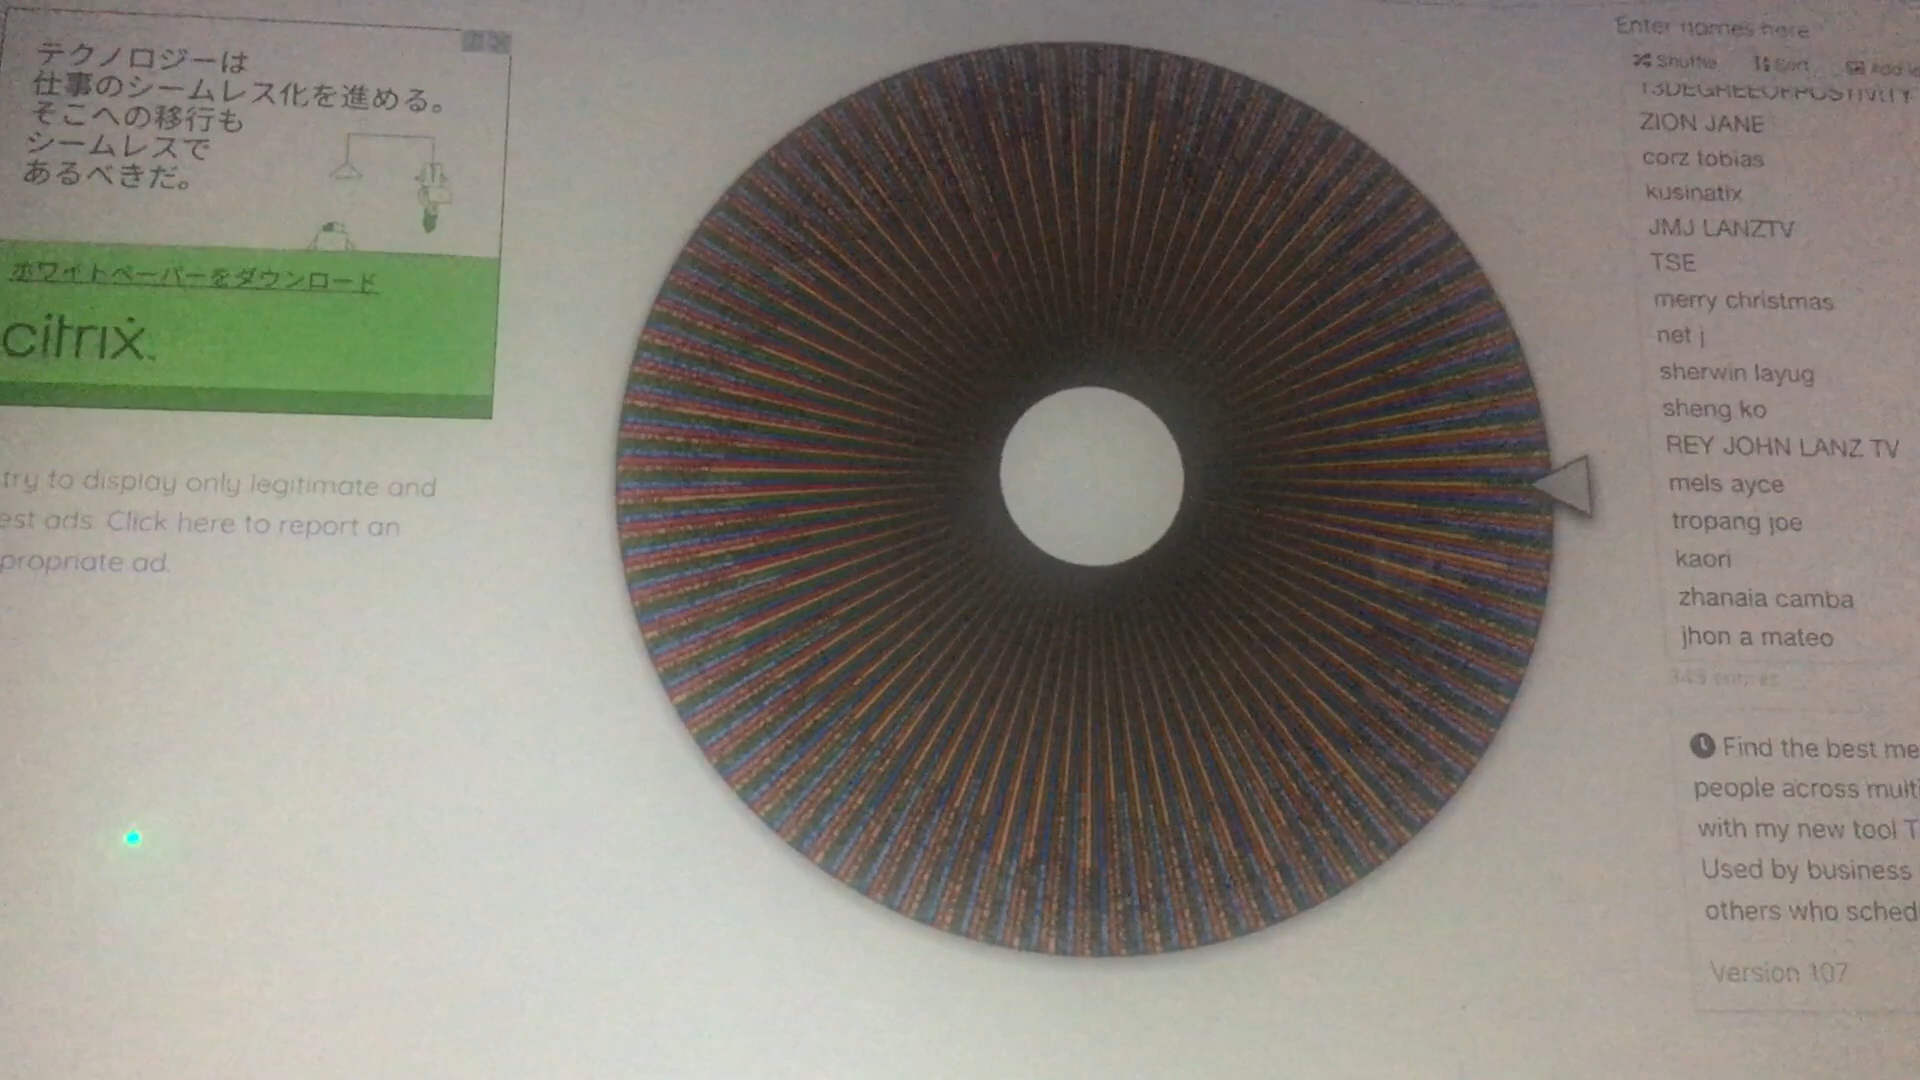 テクノロジーは
仕事のシームレス化を進める。
そこへの移行も
シームレスで
あるべきだ。
ホワイトペーパーをダウンロード
citrix.
try to display only legitimate and
est ads. Click here to report an
propriate ad.
Enter names here
Shuffle Sort Add
ZION JANE
corz tobias
kusinatix
JMJ LANZTV
TSE
merry christmas
net j
sherwin layug
sheng ko
REY JOHN LANZ TV
mels ayce
tropang joe
kaori
zhanaia camba
jhon a mateo
entries
Find the best me
people across multi
with my new tool T
Used by business
others who sched
Version 107